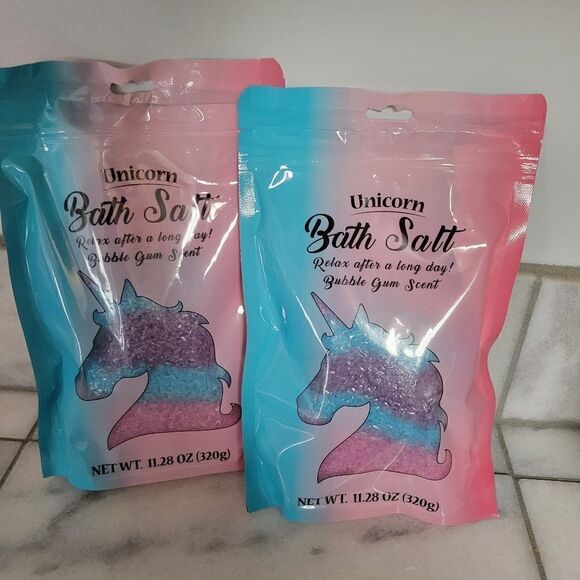 Unicorn
Bath Salt
Relax after a long day!
Bubble Gum Scent
NET WT. 11.28 OZ (320g)
Unicorn
Bath Salt
Relax after a long day!
Bubble Gum Scent
NET WT. 11.28 OZ (320g)